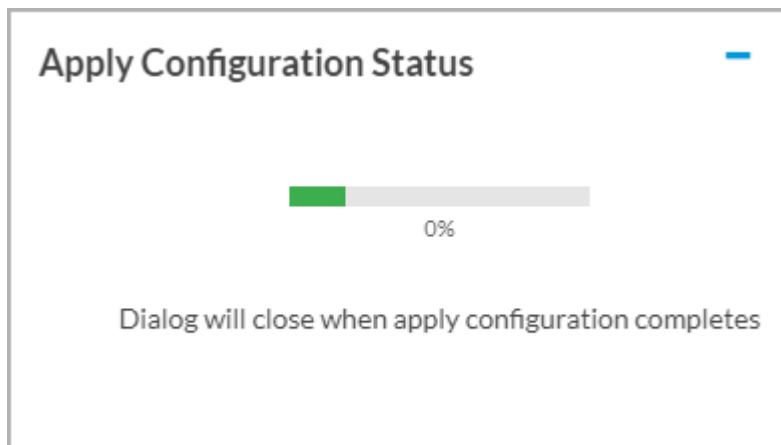 Apply Configuration Status
0%
Dialog will close when apply configuration completes